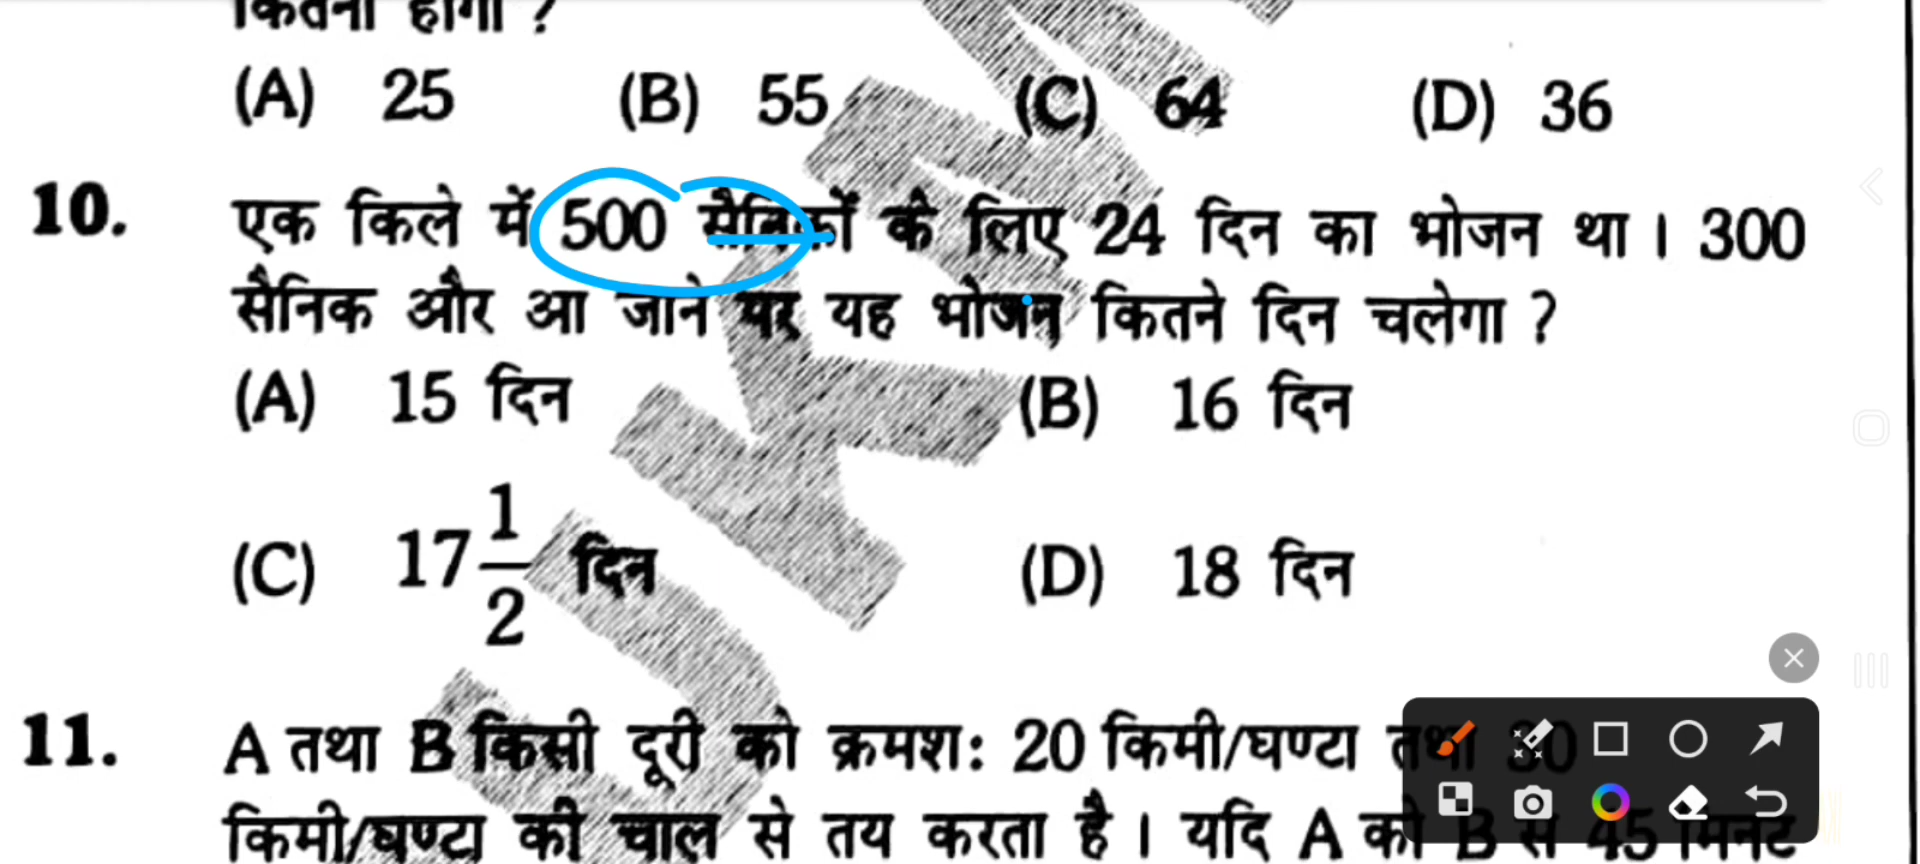 कितना होगा ?
(A) 25 (B) 55 (C) 64 (D) 36
10. एक किले में 500 सैनिकों के लिए 24 दिन का भोजन था । 300
सैनिक और आ जाने पर यह भोजन कितने दिन चलेगा ?
(A) 15 दिन (B) 16 दिन
(C) 17 1/2 दिन (D) 18 दिन
11. A तथा B किसी दूरी को क्रमश: 20 किमी/घण्टा तथा 30
किमी/घण्टा की चाल से तय करता है । यदि A को B से 45 मिनट